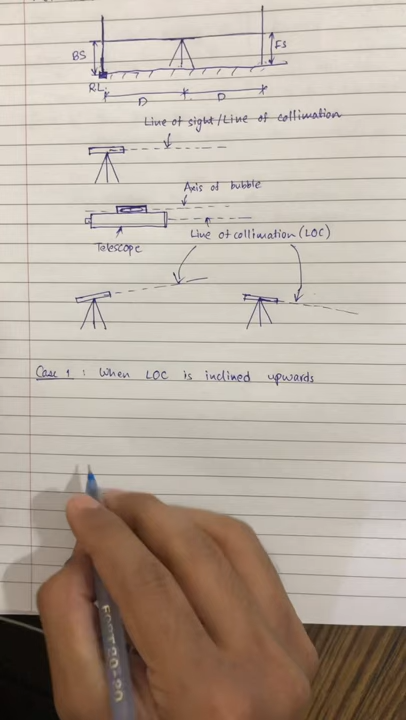 BS
FS
RL
D D
Line of sight/Line of collimation
Axis of bubble
Line of collimation (LOC)
Telescope
Case 1 : When LOC is inclined upwards